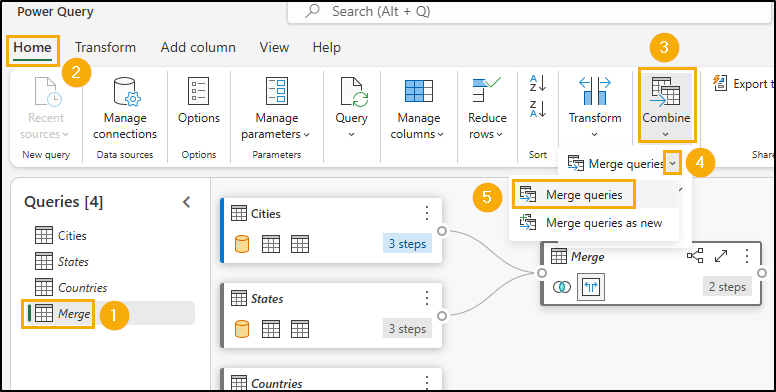 Power Query
Search (Alt + Q)
Home Transform Add column View Help
3
2
Recent sources
Manage connections
Options
Manage parameters
Query
Manage columns
Reduce rows
A
Z
Z
A
Transform
Combine
Export t
New query
Data sources
Options
Parameters
Sort
Share
Merge queries
4
5
Merge queries
Merge queries as new
Queries [4]
Cities
States
Countries
Merge
1
Cities
3 steps
States
3 steps
Countries
Merge
2 steps